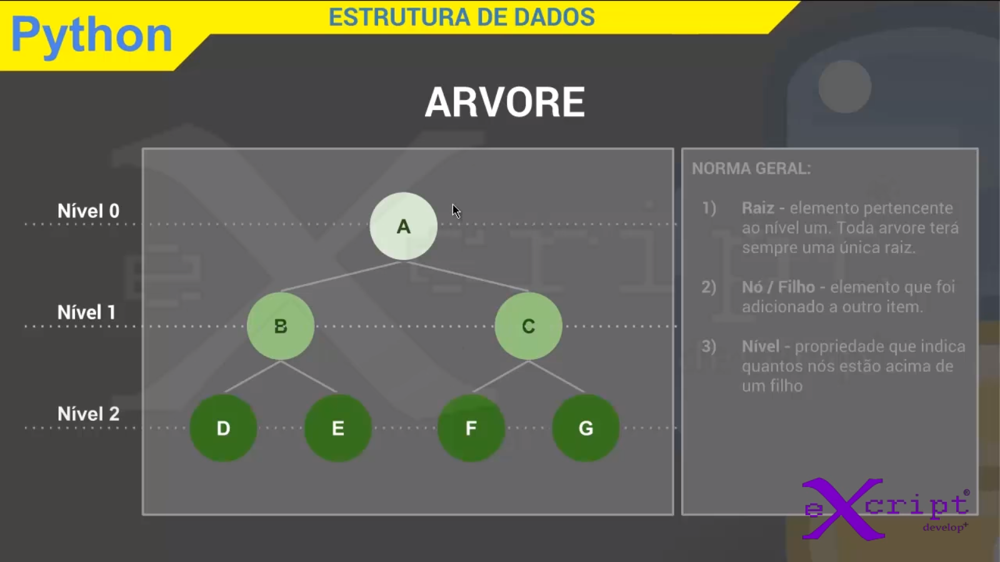 Python
ESTRUTURA DE DADOS
ARVORE
Nível 0
A
Nível 1
B
C
Nível 2
D
E
F
G
NORMA GERAL:
1) Raiz - elemento pertencente
ao nível um. Toda arvore terá
sempre uma única raiz.
2) Nó / Filho - elemento que foi
adicionado a outro item.
3) Nível - propriedade que indica
quantos nós estão acima de
um filho
eXcript®
develop+